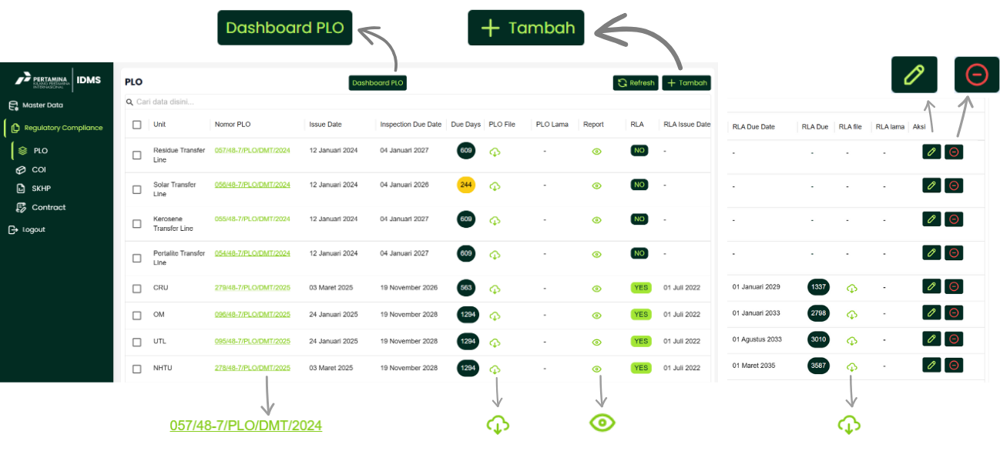 Dashboard PLO
+ Tambah
PERTAMINA
KILANG PERTAMINA
INTERNASIONAL
IDMS
Master Data
Regulatory Compliance
PLO
COI
SKHP
Contract
Logout
PLO
Dashboard PLO
Refresh
+ Tambah
Cari data disini...
Unit Nomor PLO Issue Date Inspection Due Date Due Days PLO File PLO Lama Report RLA RLA Issue Date RLA Due Date RLA Due RLA file RLA lama Aksi
Residue Transfer Line 057/48-7/PLO/DMT/2024 12 Januari 2024 04 Januari 2027 609 - NO - - - - -
Solar Transfer Line 056/48-7/PLO/DMT/2024 12 Januari 2024 04 Januari 2026 244 - NO - - - - -
Kerosene Transfer Line 055/48-7/PLO/DMT/2024 12 Januari 2024 04 Januari 2027 609 - NO - - - - -
Pertalite Transfer Line 054/48-7/PLO/DMT/2024 12 Januari 2024 04 Januari 2027 609 - NO - - - - -
CRU 279/48-7/PLO/DMT/2025 03 Maret 2025 19 November 2026 563 - YES 01 Juli 2022 01 Januari 2029 1337 -
OM 096/48-7/PLO/DMT/2025 24 Januari 2025 19 November 2028 1294 - YES 01 Juli 2022 01 Januari 2033 2798 -
UTL 095/48-7/PLO/DMT/2025 24 Januari 2025 19 November 2028 1294 - YES 01 Juli 2022 01 Agustus 2033 3010 -
NHTU 278/48-7/PLO/DMT/2025 03 Maret 2025 19 November 2028 1294 - YES 01 Juli 2022 01 Maret 2035 3587 -
057/48-7/PLO/DMT/2024